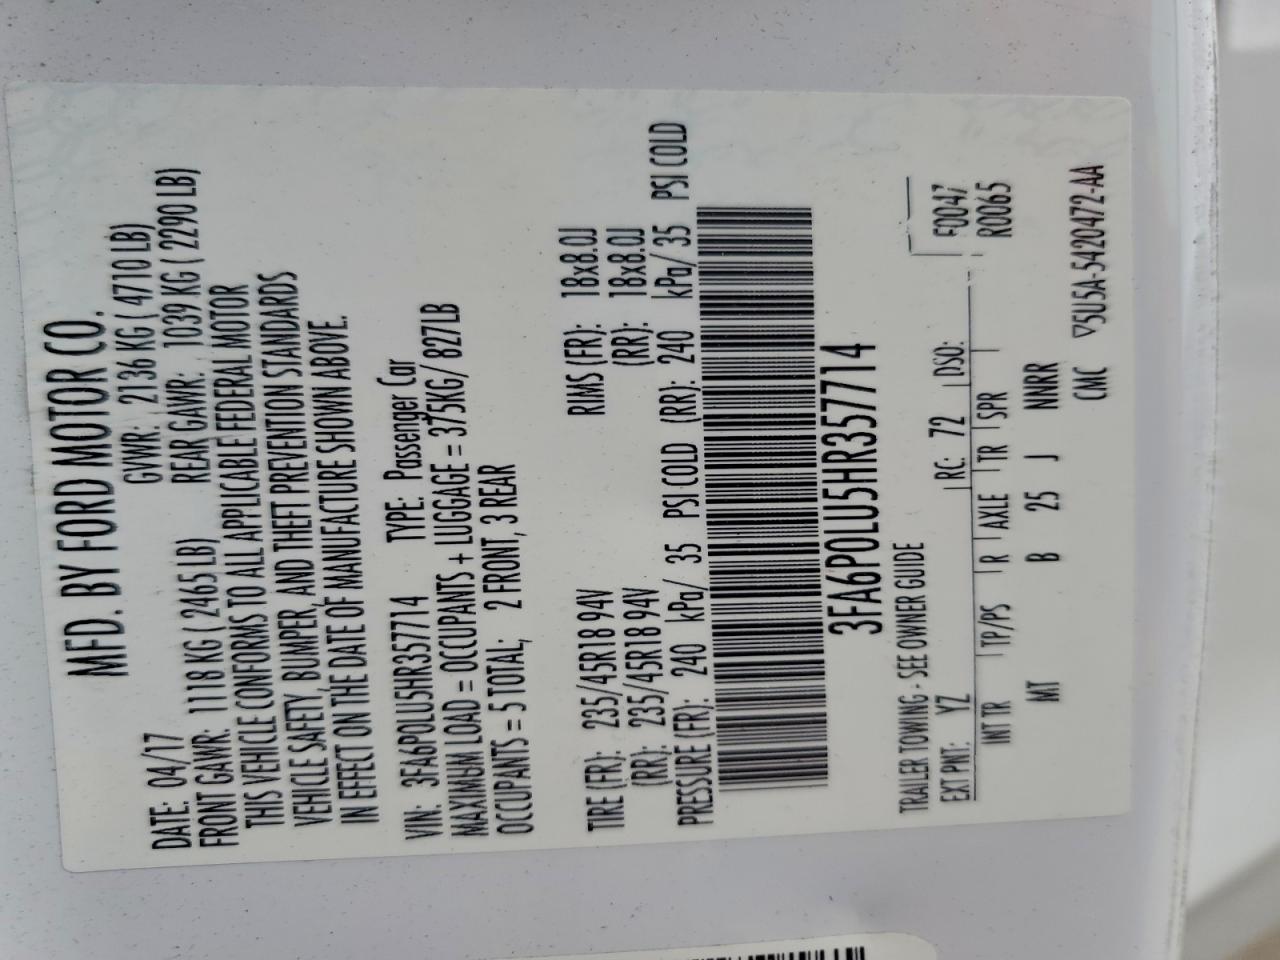 MFD. BY FORD MOTOR CO.
DATE: 04/17 GVWR: 2136 KG ( 4710 LB)
FRONT GAWR: 1118 KG ( 2465 LB) REAR GAWR: 1039 KG ( 2290 LB)
THIS VEHICLE CONFORMS TO ALL APPLICABLE FEDERAL MOTOR
VEHICLE SAFETY, BUMPER, AND THEFT PREVENTION STANDARDS
IN EFFECT ON THE DATE OF MANUFACTURE SHOWN ABOVE.
VIN: 3FA6P0LU5HR357714 TYPE: Passenger Car
MAXIMUM LOAD = OCCUPANTS + LUGGAGE = 375KG/ 827LB
OCCUPANTS = 5 TOTAL; 2 FRONT, 3 REAR
TIRE (FR): 235/45R18 94V RIMS (FR): 18x8.0J
(RR): 235/45R18 94V (RR): 18x8.0J
PRESSURE (FR): 240 kPa/ 35 PSI COLD (RR): 240 kPa/ 35 PSI COLD
3FA6P0LU5HR357714
TRAILER TOWING - SEE OWNER GUIDE
F0047
EXT PNT: YZ RC: 72 DSO: R0065
INT TR TP/PS R AXLE TR SPR
MT B 25 J NNRR
CMC ▽5U5A-5420472-AA